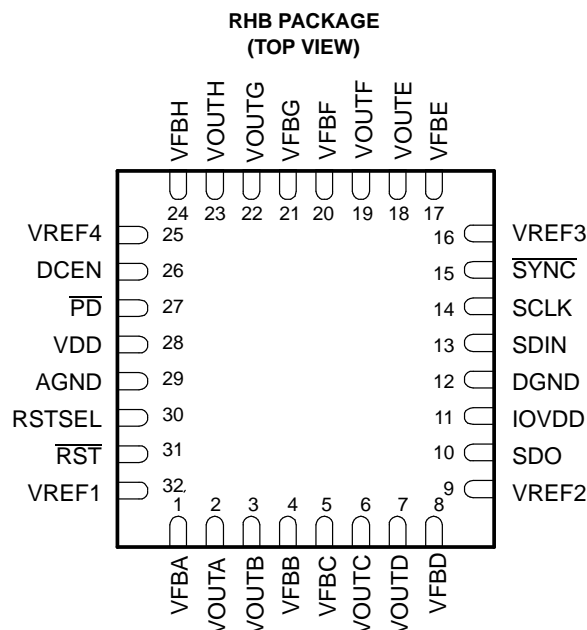 RHB PACKAGE
(TOP VIEW)
VFBH VOUTH VOUTG VFBG VFBF VOUTF VOUTE VFBE
24 23 22 21 20 19 18 17
VREF4 25 16 VREF3
DCEN 26 15 SYNC
PD 27 14 SCLK
VDD 28 13 SDIN
AGND 29 12 DGND
RSTSEL 30 11 IOVDD
RST 31 10 SDO
VREF1 32 9 VREF2
1 2 3 4 5 6 7 8
VFBA VOUTA VOUTB VFBB VFBC VOUTC VOUTD VFBD